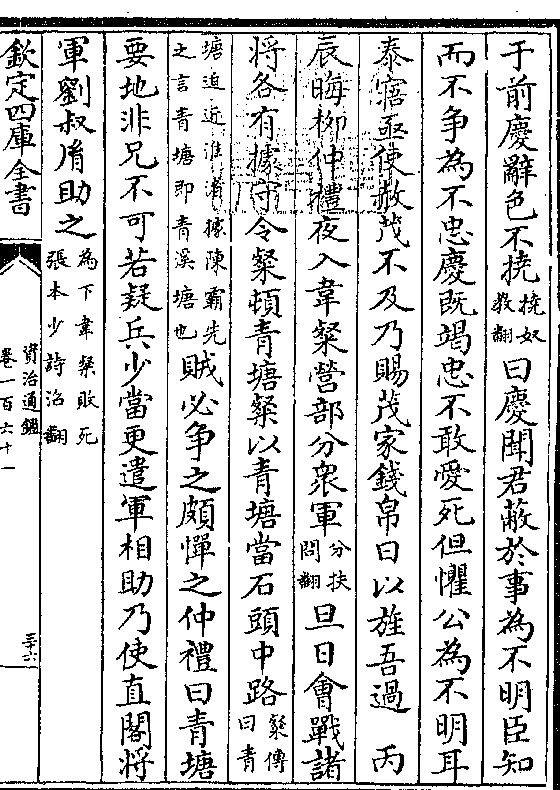 于前慶辭色不撓撓奴教翻曰慶聞君蔽於事為不明臣知
而不争為不忠慶既竭忠不敢愛死但懼公為不明耳
泰寤亟使赦茂不及乃賜茂家錢帛曰以旌吾過　丙
辰晦栁仲禮夜入韋粲營部分衆軍分扶問翻旦日會戰諸
将各有據守令粲頓青塘粲以青塘當石頭中路粲傳曰青
塘迫近淮渚據陳霸先之言青塘即青溪塘也賊必争之頗憚之仲禮曰青塘
要地非兄不可若疑兵少當更遣軍相助乃使直閣将
軍劉叔𦙍助之為下韋粲敗死張本少詩沼翻
欽定四庫全書
資治通鑑
卷一百六十一
三十六